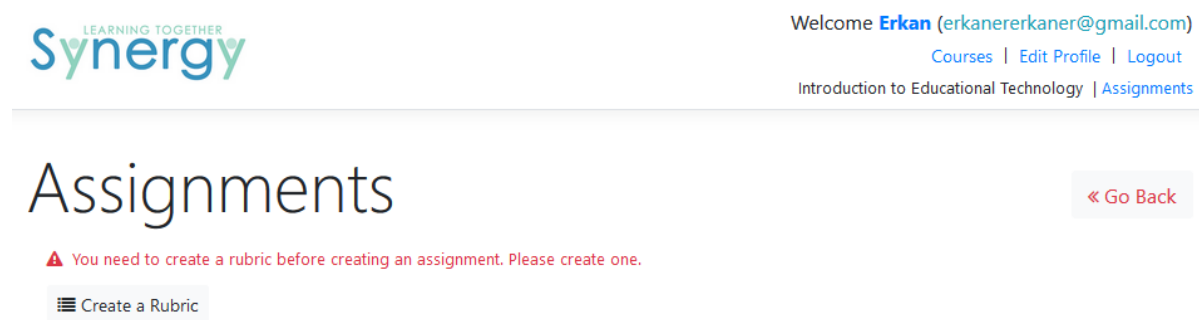 LEARNING TOGETHER
Synergy
Welcome Erkan (erkanererkaner@gmail.com)
Courses | Edit Profile | Logout
Introduction to Educational Technology | Assignments
Assignments
« Go Back
You need to create a rubric before creating an assignment. Please create one.
Create a Rubric